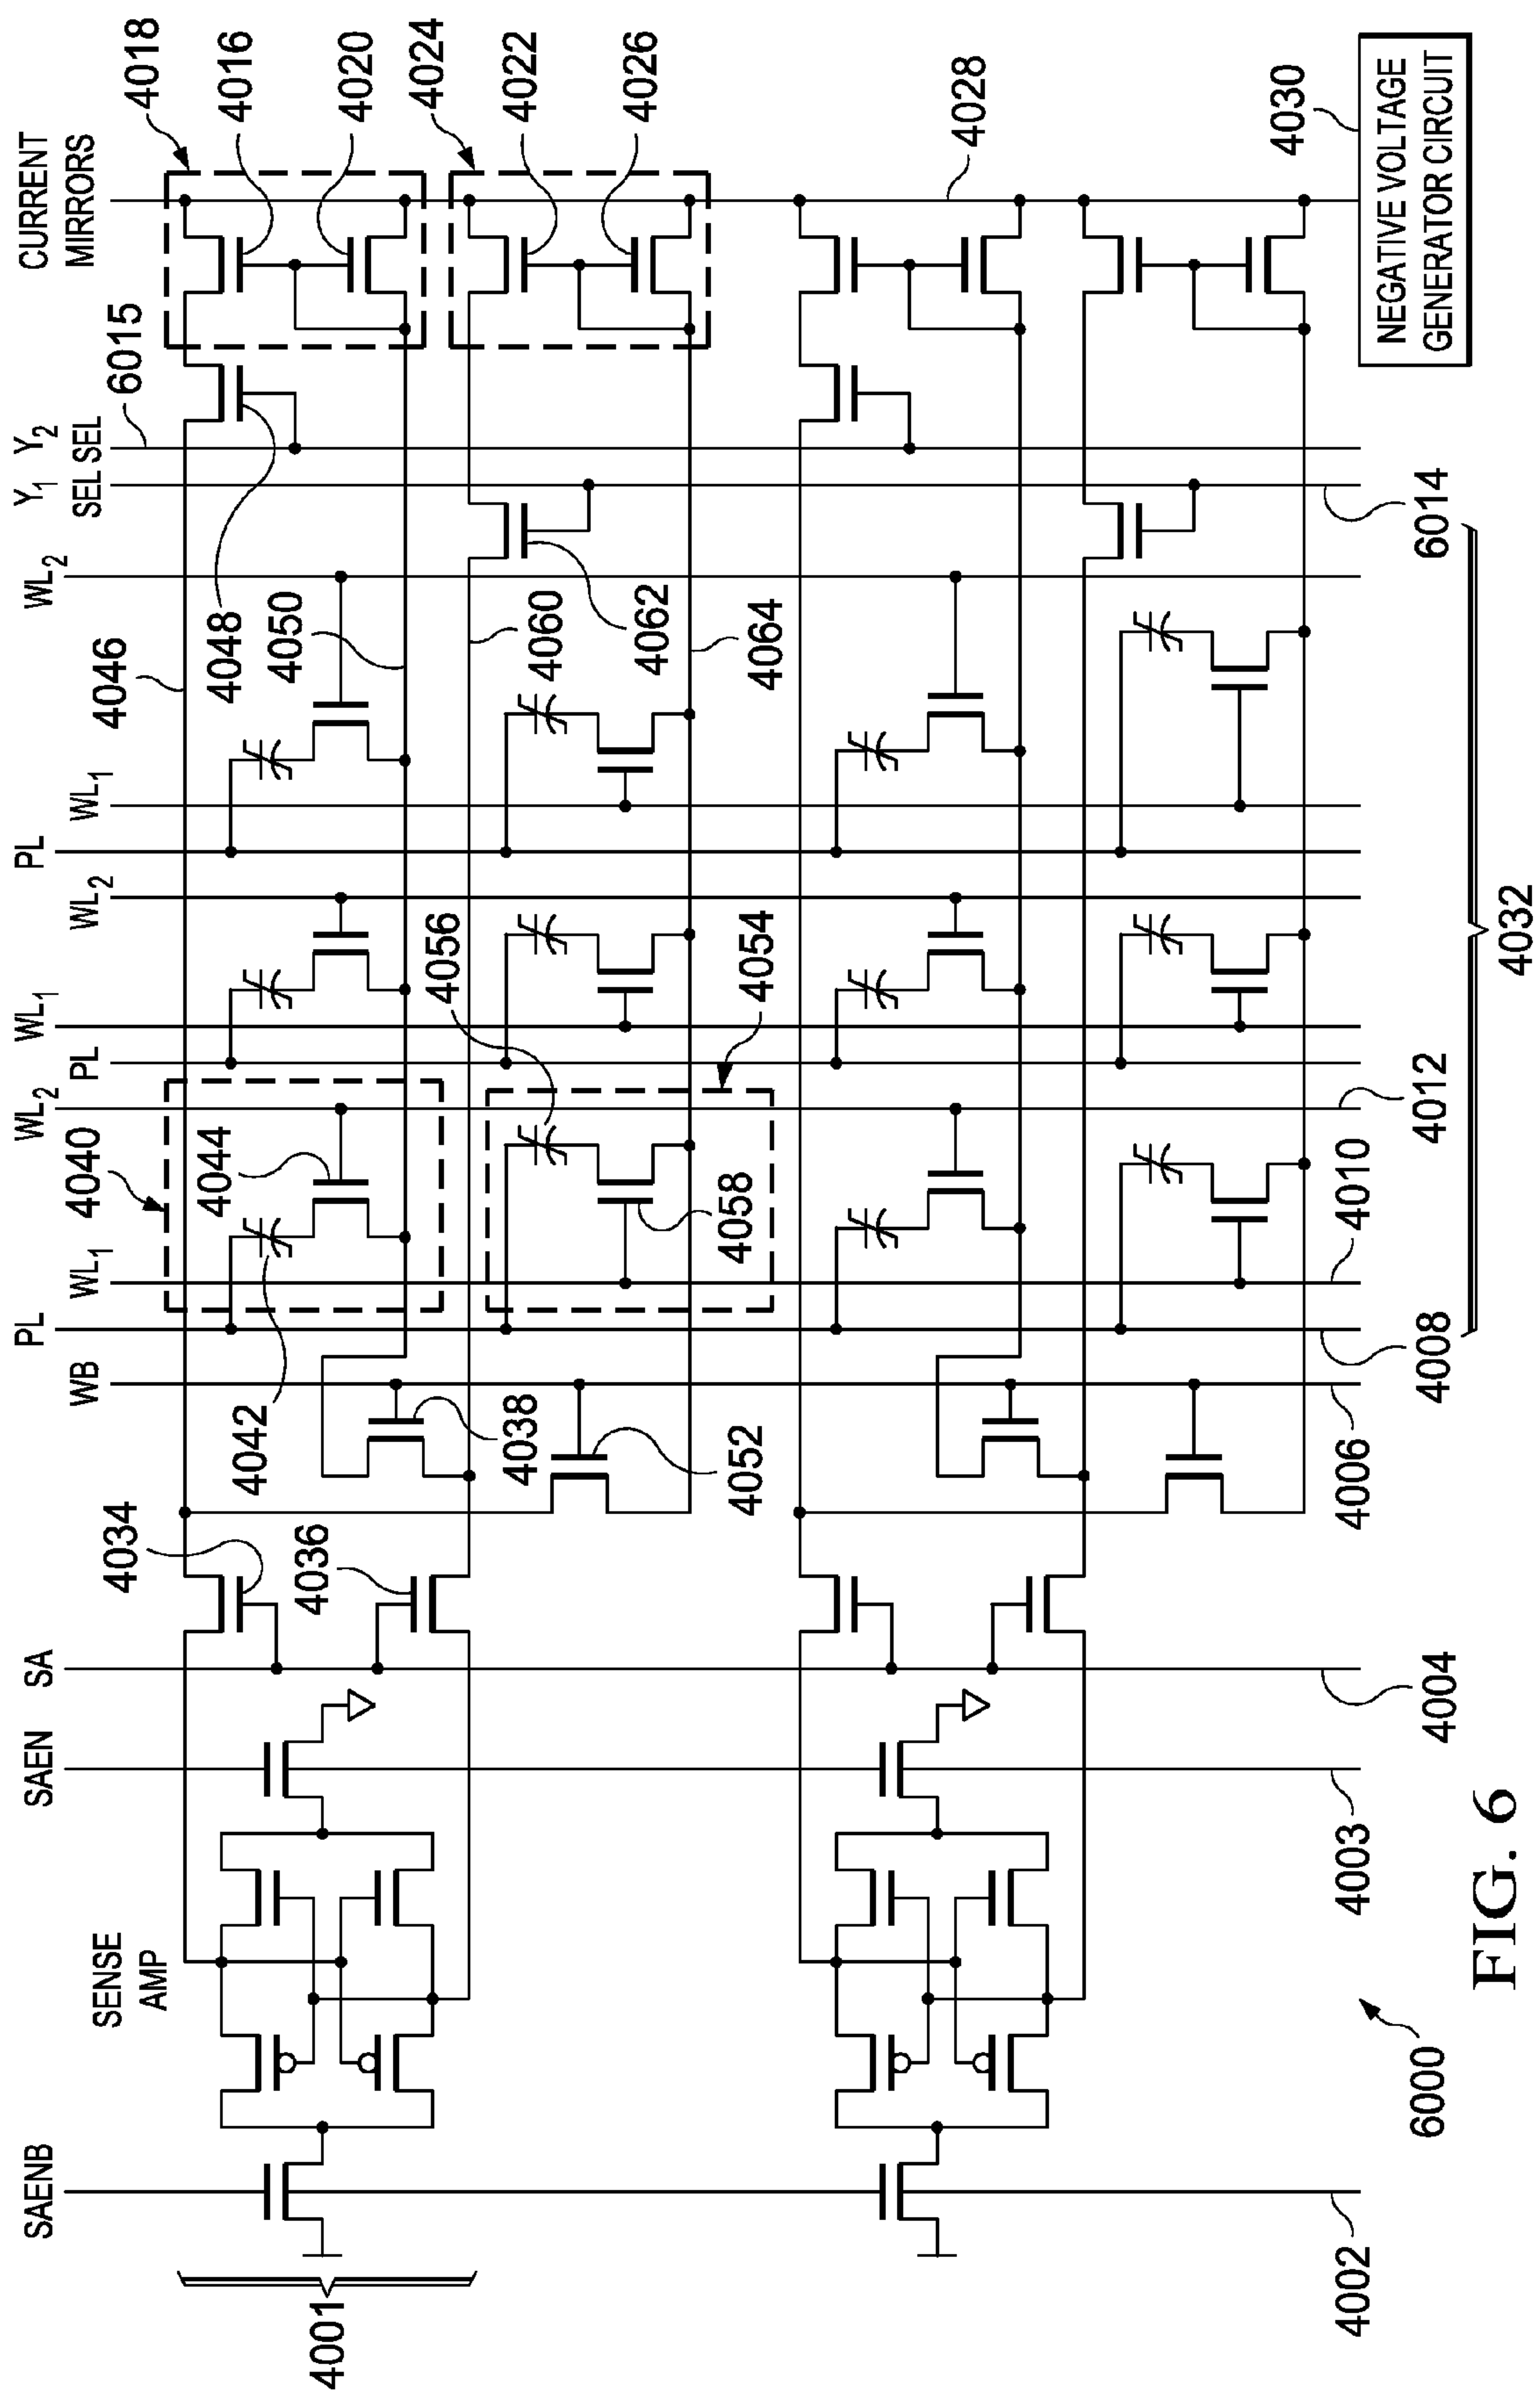 SAENB
SENSE
AMP
SAEN
SA
WB
PL
WL1
WL2
PL
WL1
WL2
PL
WL1
WL2
Y1
SEL
Y2
SEL
CURRENT
MIRRORS
4001
4034
4036
4042
4038
4052
4040
4044
4058
4056
4054
4046
4048
4050
4060
4062
4064
6015
4018
4016
4020
4024
4022
4026
4028
4030
NEGATIVE VOLTAGE
GENERATOR CIRCUIT
4002
4003
4004
4006
4008
4010
4012
6014
4032
6000
FIG. 6